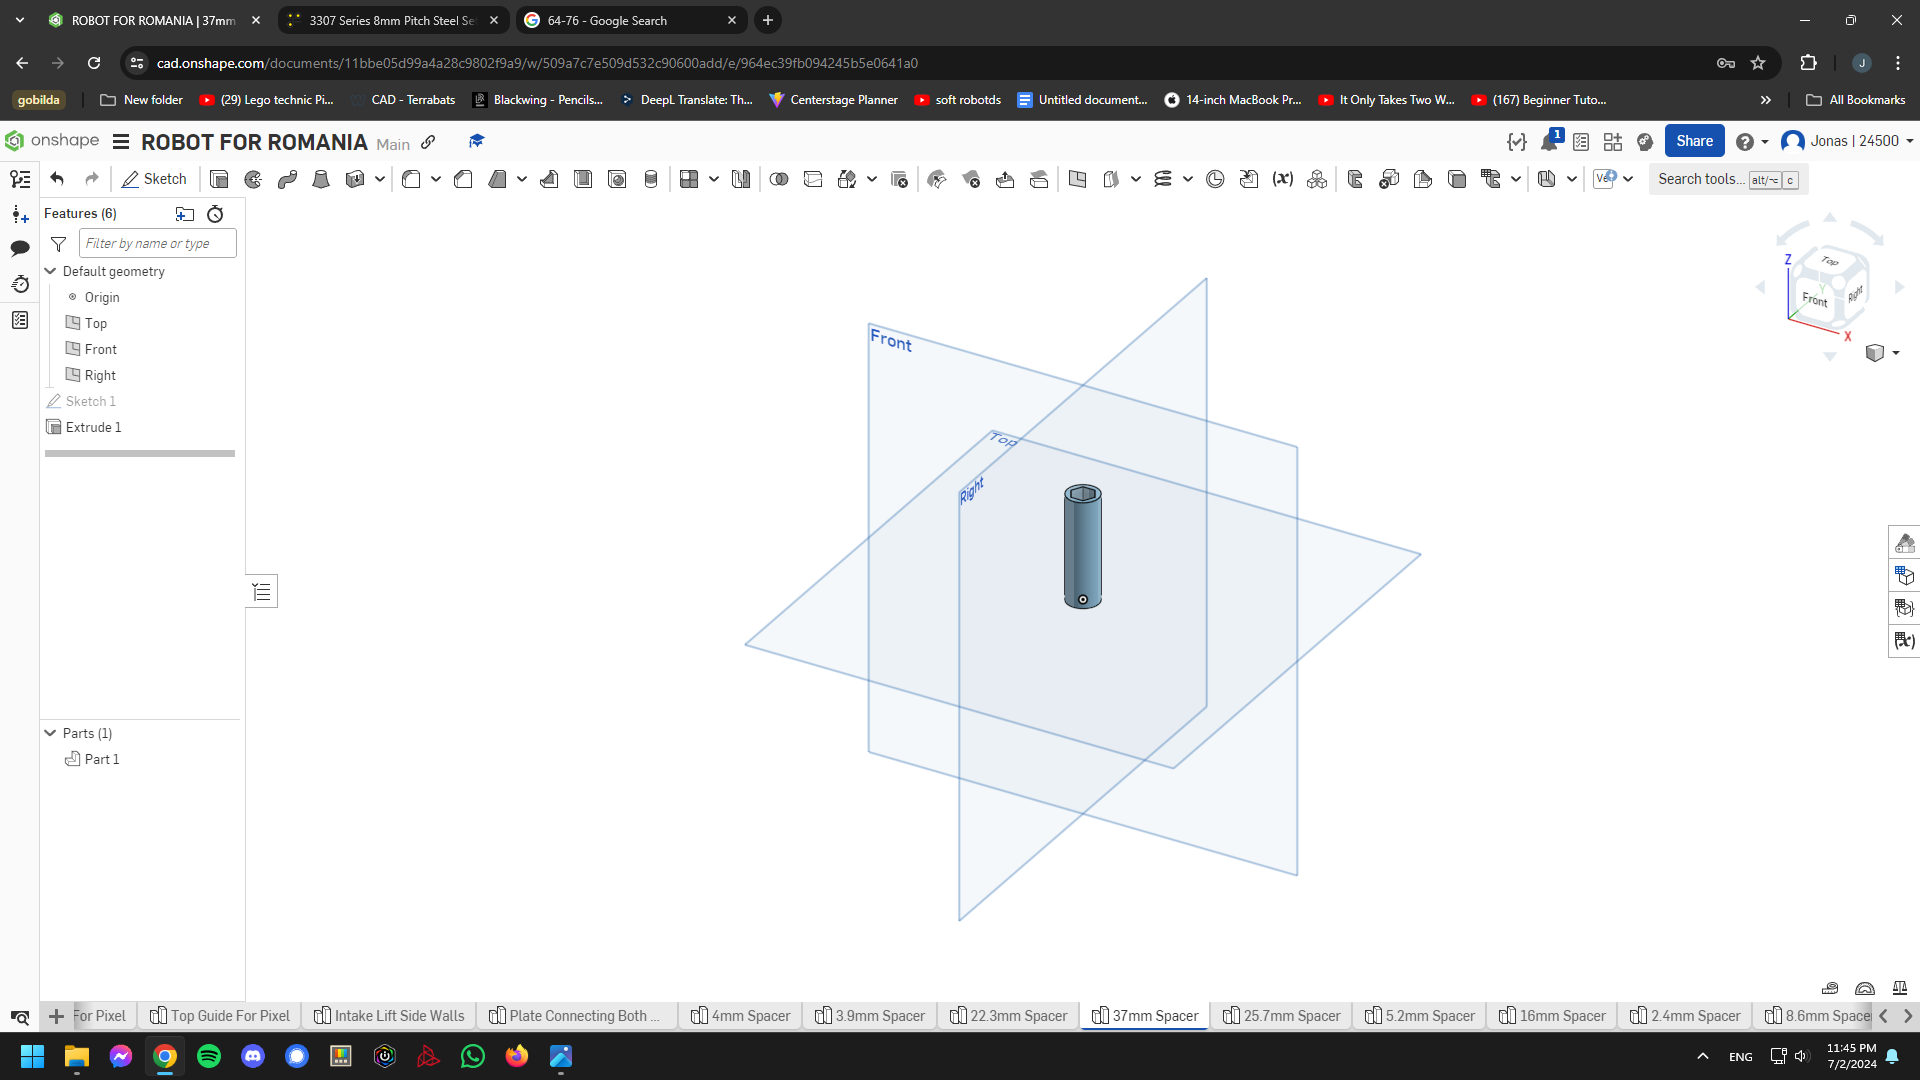 ROBOT FOR ROMANIA | 37mm
3307 Series 8mm Pitch Steel Se
64-76 - Google Search
cad.onshape.com/documents/11bbe05d99a4a28c9802f9a9/w/509a7c7e509d532c90600add/e/964ec39fb094245b5e0641a0
J
gobilda
New folder
(29) Lego technic Pi...
CAD - Terrabats
Blackwing - Pencils...
DeepL Translate: Th...
Centerstage Planner
soft robotds
Untitled document...
14-inch MacBook Pr...
It Only Takes Two W...
(167) Beginner Tuto...
All Bookmarks
onshape
ROBOT FOR ROMANIA Main
1
Share
Jonas | 24500
Sketch
Search tools... alt/⌥ c
Features (6)
Filter by name or type
Default geometry
Origin
Top
Front
Right
Sketch 1
Extrude 1
Parts (1)
Part 1
Front
Top
Right
Z
Top
Y
Front
Right
X
For Pixel
Top Guide For Pixel
Intake Lift Side Walls
Plate Connecting Both ...
4mm Spacer
3.9mm Spacer
22.3mm Spacer
37mm Spacer
25.7mm Spacer
5.2mm Spacer
16mm Spacer
2.4mm Spacer
8.6mm Space
ENG
11:45 PM
7/2/2024